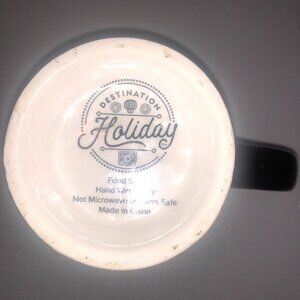 DESTINATION
Holiday
Food S
Hand W
Not Microwave or Oven Safe
Made in China